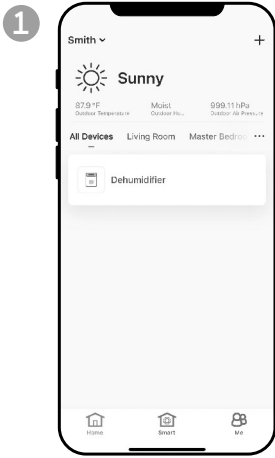 1
Smith
Sunny
87.9°F Moist 999.11 hPa
Outdoor Temperature Outdoor Hu... Outdoor Air Pressure
All Devices Living Room Master Bedroo ...
Dehumidifier
Home Smart Me